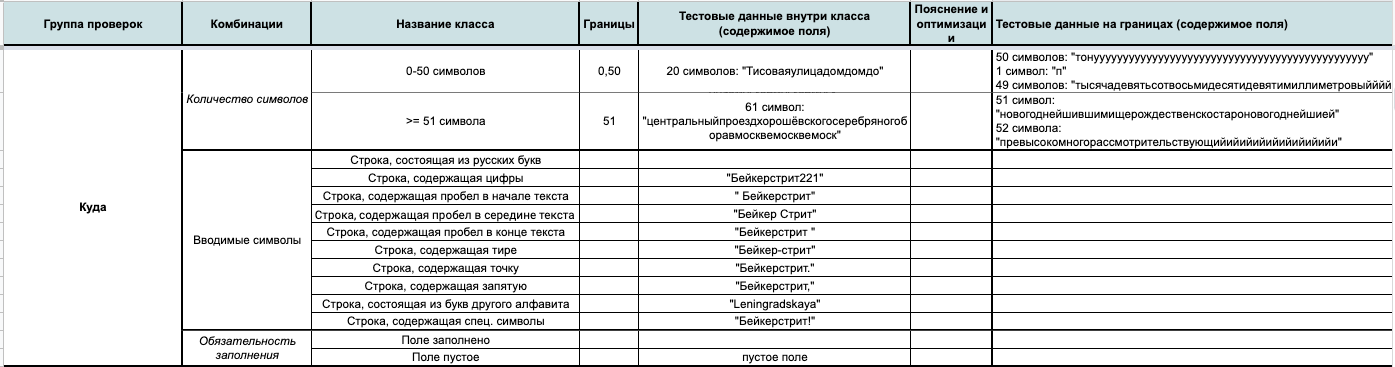 Группа проверок
Комбинации
Название класса
Границы
Тестовые данные внутри класса
(содержимое поля)
Пояснение и
оптимизаци
и
Тестовые данные на границах (содержимое поля)
Куда
Количество символов
0-50 символов
0,50
20 символов: "Тисоваяулицадомдомдо"
50 символов: "тонууууууууууууууууууууууууууууууууууууууууууууууу"
1 символ: "п"
49 символов: "тысячадевятьсотвосьмидесятидевятимиллиметровыйййй
>= 51 символа
51
61 символ:
"центральныйпроездхорошёвскогосеребряногоб
оравмосквемосквемоск"
51 символ:
"новогоднейшившимищерождественскостароновогоднейшией"
52 символа:
"превысокомногорассмотрительствующийийийийийийийийийи"
Вводимые символы
Строка, состоящая из русских букв
Строка, содержащая цифры
"Бейкерстрит221"
Строка, содержащая пробел в начале текста
" Бейкерстрит"
Строка, содержащая пробел в середине текста
"Бейкер Стрит"
Строка, содержащая пробел в конце текста
"Бейкерстрит "
Строка, содержащая тире
"Бейкер-стрит"
Строка, содержащая точку
"Бейкерстрит."
Строка, содержащая запятую
"Бейкерстрит,"
Строка, состоящая из букв другого алфавита
"Leningradskaya"
Строка, содержащая спец. символы
"Бейкерстрит!"
Обязательность
заполнения
Поле заполнено
Поле пустое
пустое поле